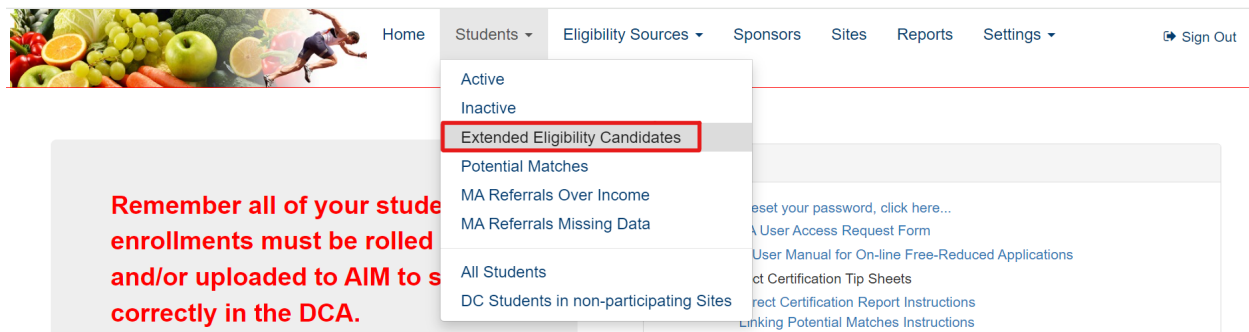 Home Students Eligibility Sources Sponsors Sites Reports Settings Sign Out
Active
Inactive
Extended Eligibility Candidates
Potential Matches
MA Referrals Over Income
MA Referrals Missing Data
All Students
DC Students in non-participating Sites
Remember all of your
enrollments must be rolled
and/or uploaded to AIM to
correctly in the DCA.
your password, click here...
User Access Request Form
User Manual for On-line Free-Reduced Applications
Certification Tip Sheets
Certification Report Instructions
Linking Potential Matches Instructions